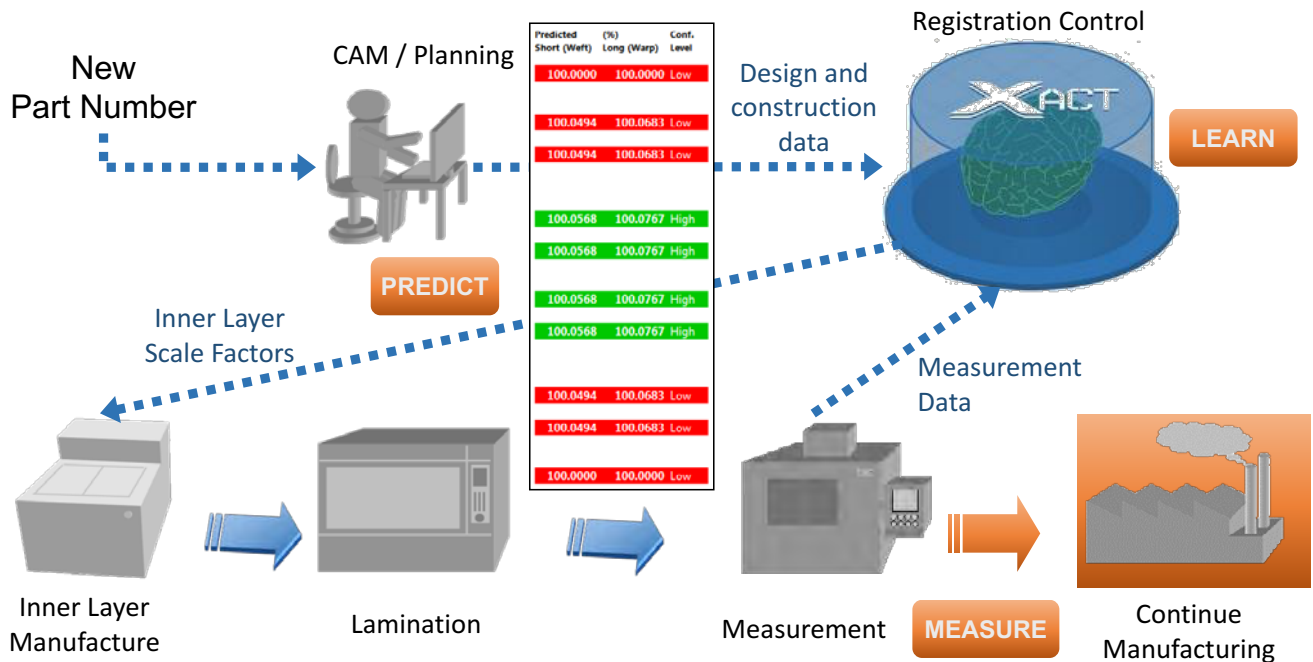 New
Part Number
CAM / Planning
Predicted (%) Conf.
Short (Weft) Long (Warp) Level
100.0000 100.0000 Low
100.0494 100.0683 Low
100.0494 100.0683 Low
100.0568 100.0767 High
100.0568 100.0767 High
100.0568 100.0767 High
100.0568 100.0767 High
100.0494 100.0683 Low
100.0494 100.0683 Low
100.0000 100.0000 Low
Design and
construction
data
Registration Control
XACT
LEARN
PREDICT
Inner Layer
Scale Factors
Measurement
Data
Inner Layer
Manufacture
Lamination
Measurement
MEASURE
Continue
Manufacturing